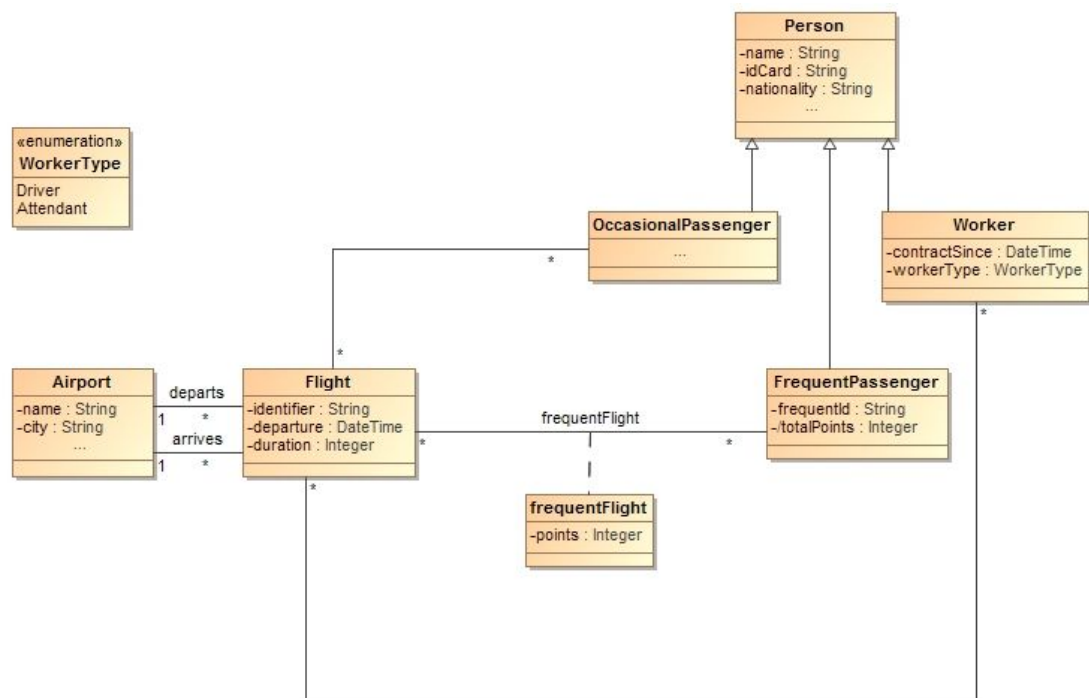 Person
-name : String
-idCard : String
-nationality : String
...
«enumeration»
WorkerType
Driver
Attendant
OccasionalPassenger
...
*
Worker
-contractSince : DateTime
-workerType : WorkerType
*
*
Airport
-name : String
-city : String
...
departs
1 *
arrives
1 *
Flight
-identifier : String
-departure : DateTime
-duration : Integer
*
*
frequentFlight
*
FrequentPassenger
-frequentId : String
-/totalPoints : Integer
frequentFlight
-points : Integer